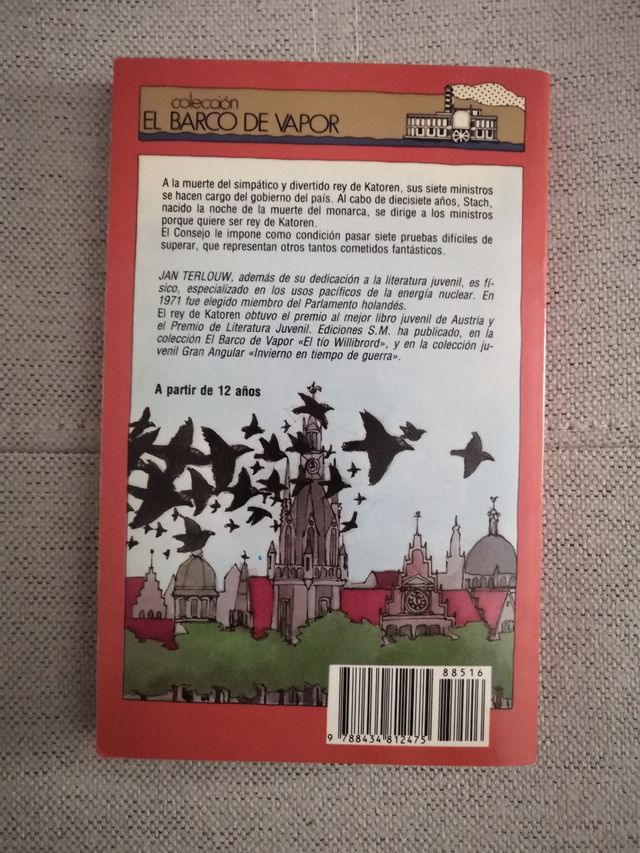 colección
EL BARCO DE VAPOR
A la muerte del simpático y divertido rey de Katoren, sus siete ministros
se hacen cargo del gobierno del país. Al cabo de diecisiete años, Stach,
nacido la noche de la muerte del monarca, se dirige a los ministros
porque quiere ser rey de Katoren.
El Consejo le impone como condición pasar siete pruebas difíciles de
superar, que representan otros tantos cometidos fantásticos.
JAN TERLOUW, además de su dedicación a la literatura juvenil, es fí-
sico, especializado en los usos pacíficos de la energía nuclear. En
1971 fue elegido miembro del Parlamento holandés.
El rey de Katoren obtuvo el premio al mejor libro juvenil de Austria y
el Premio de Literatura Juvenil. Ediciones S.M. ha publicado, en la
colección El Barco de Vapor «El tío Willibrord», y en la colección ju-
venil Gran Angular «Invierno en tiempo de guerra».
A partir de 12 años
88516
9 788434 812475